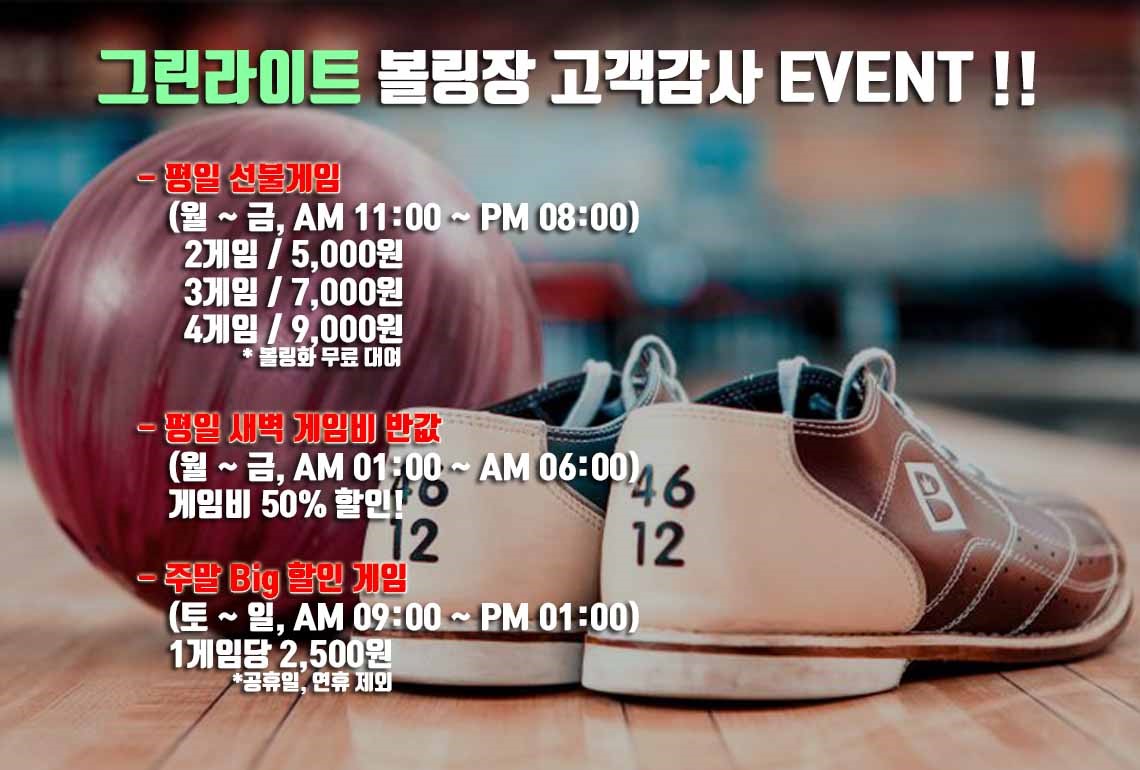 그린라이트 볼링장 고객감사 EVENT !!
- 평일 선불게임
(월 ~ 금, AM 11:00 ~ PM 08:00)
2게임 / 5,000원
3게임 / 7,000원
4게임 / 9,000원
* 볼링화 무료 대여
- 평일 새벽 게임비 반값
(월 ~ 금, AM 01:00 ~ AM 06:00)
게임비 50% 할인!
- 주말 Big 할인 게임
(토 ~ 일, AM 09:00 ~ PM 01:00)
1게임당 2,500원
*공휴일, 연휴 제외
46
12
46
12
B